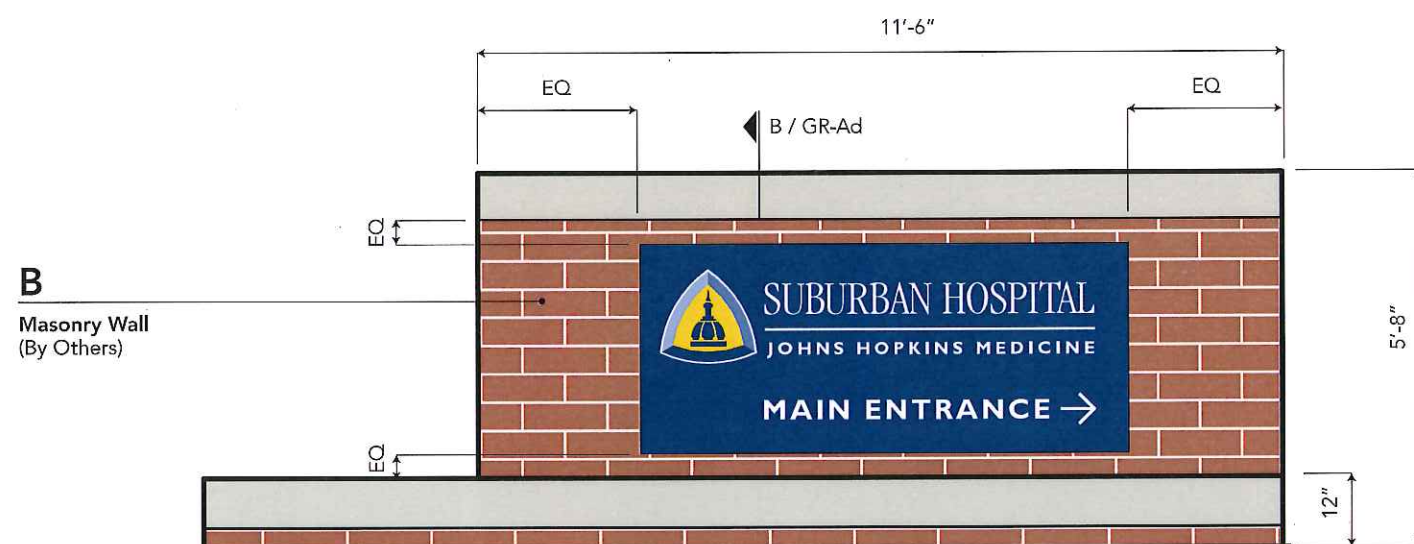 11'-6"
EQ
EQ
B / GR-Ad
EQ
B
Masonry Wall
(By Others)
SUBURBAN HOSPITAL
JOHNS HOPKINS MEDICINE
MAIN ENTRANCE →
5'-8"
EQ
12"